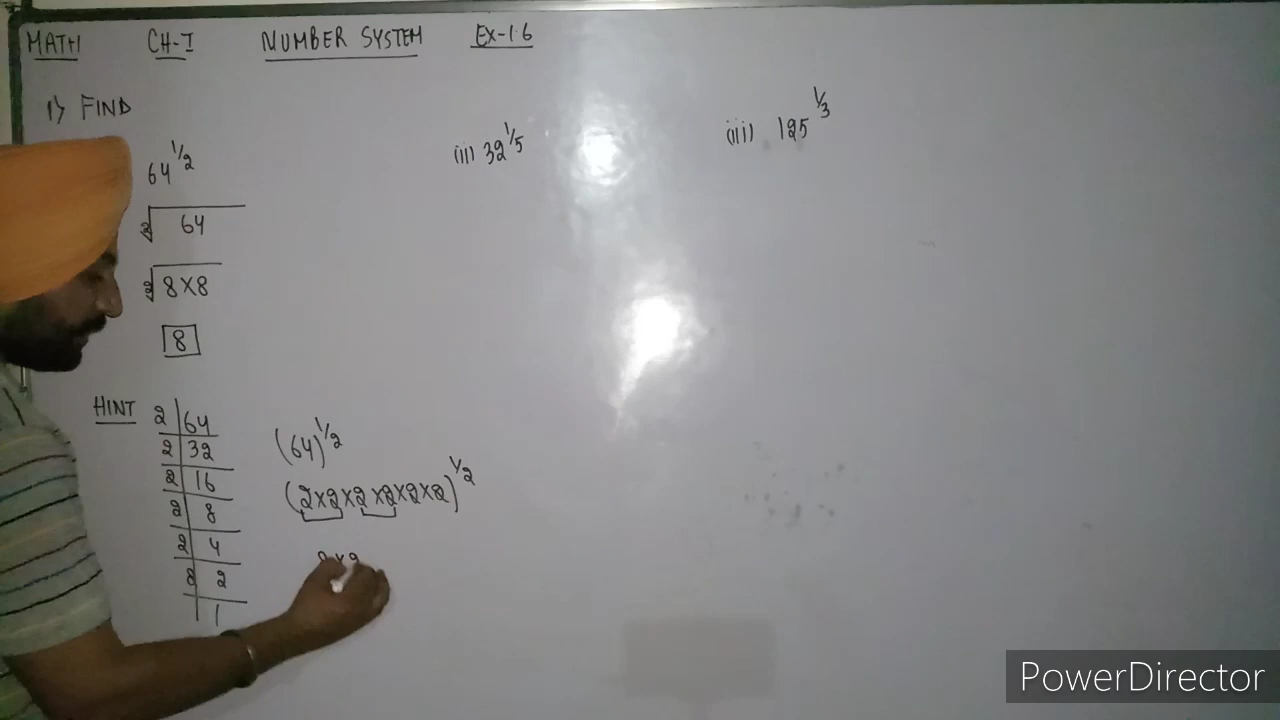 MATH CH-I NUMBER SYSTEM EX-1.6
1) FIND
64^1/2 (ii) 32^1/5 (iii) 125^1/3
2√64
2√8×8
8
HINT
2 | 64
2 | 32
2 | 16
2 | 8
2 | 4
2 | 2
1
(64)^1/2
(2×2×2×2×2×2)^1/2
PowerDirector